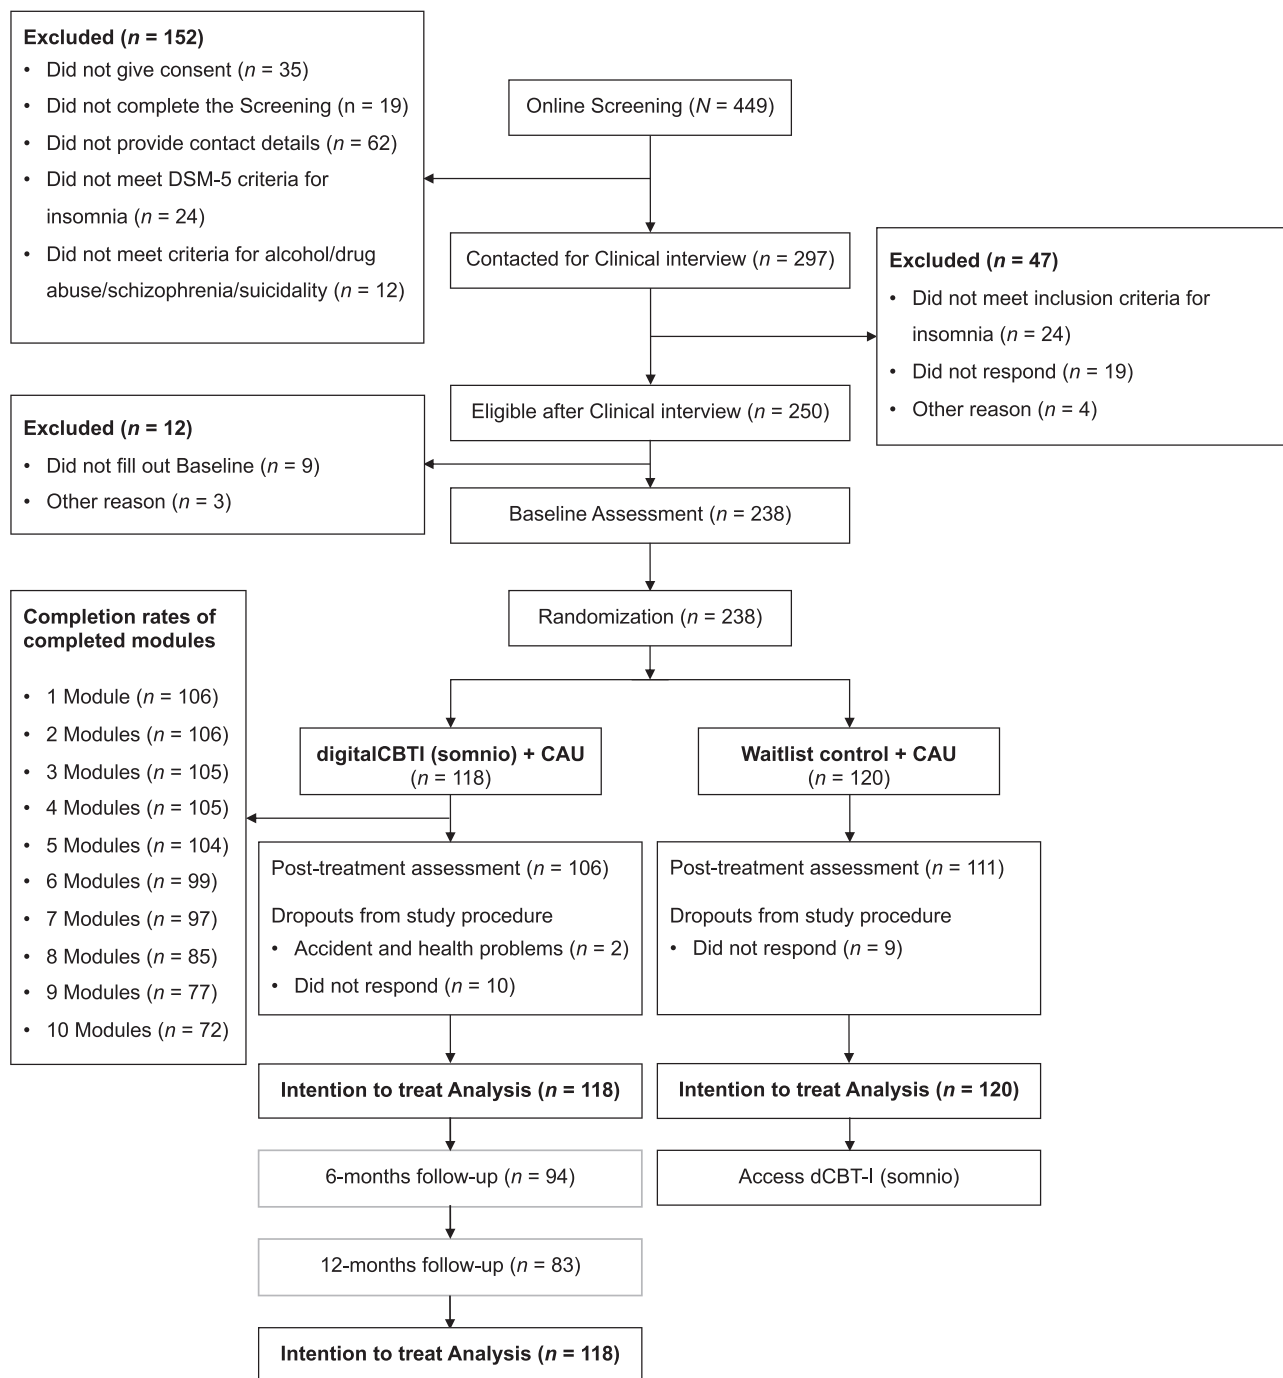 Excluded (n = 152)
• Did not give consent (n = 35)
• Did not complete the Screening (n = 19)
• Did not provide contact details (n = 62)
• Did not meet DSM-5 criteria for
insomnia (n = 24)
• Did not meet criteria for alcohol/drug
abuse/schizophrenia/suicidality (n = 12)
Online Screening (N = 449)
Contacted for Clinical interview (n = 297)
Excluded (n = 47)
• Did not meet inclusion criteria for
insomnia (n = 24)
• Did not respond (n = 19)
• Other reason (n = 4)
Eligible after Clinical interview (n = 250)
Excluded (n = 12)
• Did not fill out Baseline (n = 9)
• Other reason (n = 3)
Baseline Assessment (n = 238)
Randomization (n = 238)
Completion rates of
completed modules
• 1 Module (n = 106)
• 2 Modules (n = 106)
• 3 Modules (n = 105)
• 4 Modules (n = 105)
• 5 Modules (n = 104)
• 6 Modules (n = 99)
• 7 Modules (n = 97)
• 8 Modules (n = 85)
• 9 Modules (n = 77)
• 10 Modules (n = 72)
digitalCBTI (somnio) + CAU
(n = 118)
Waitlist control + CAU
(n = 120)
Post-treatment assessment (n = 106)
Dropouts from study procedure
• Accident and health problems (n = 2)
• Did not respond (n = 10)
Post-treatment assessment (n = 111)
Dropouts from study procedure
• Did not respond (n = 9)
Intention to treat Analysis (n = 118)
Intention to treat Analysis (n = 120)
6-months follow-up (n = 94)
Access dCBT-I (somnio)
12-months follow-up (n = 83)
Intention to treat Analysis (n = 118)